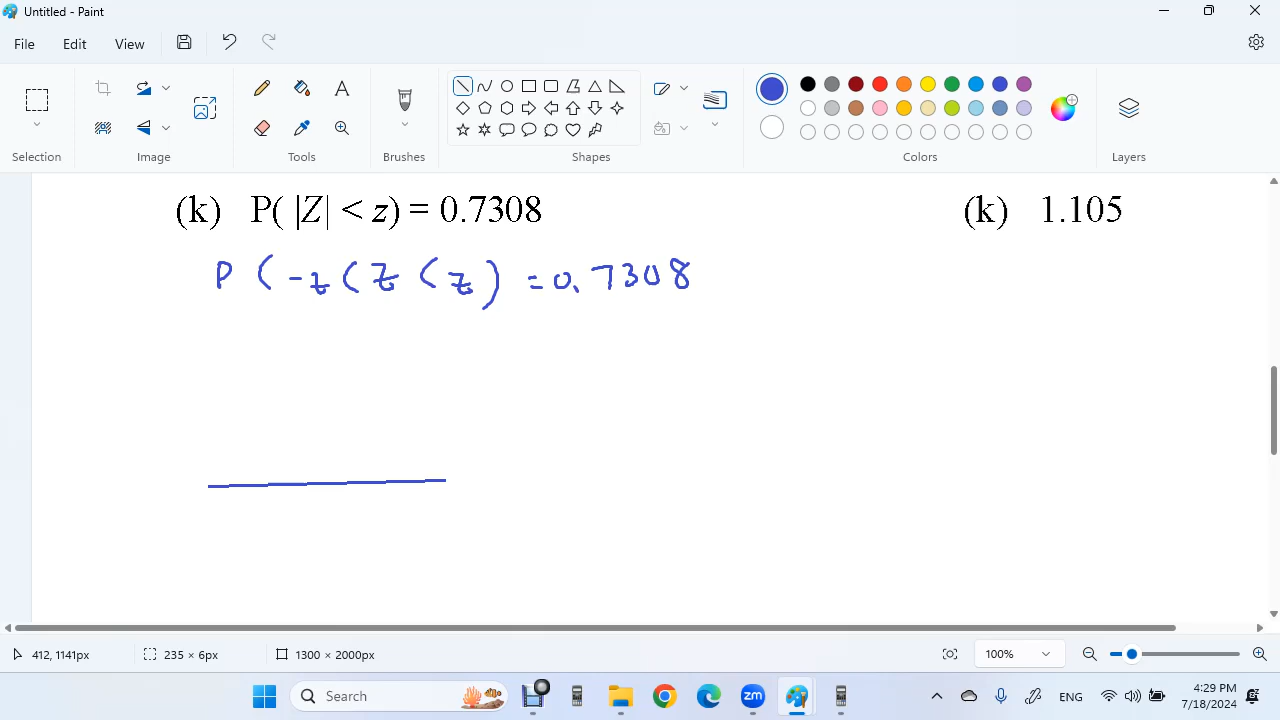 Untitled - Paint
File Edit View
Selection Image Tools Brushes Shapes Colors Layers
(k) P( |Z| < z) = 0.7308 (k) 1.105
P (-z < Z < z) = 0.7308
412, 1141px 235 × 6px 1300 × 2000px 100%
Search zm ENG 4:29 PM
7/18/2024